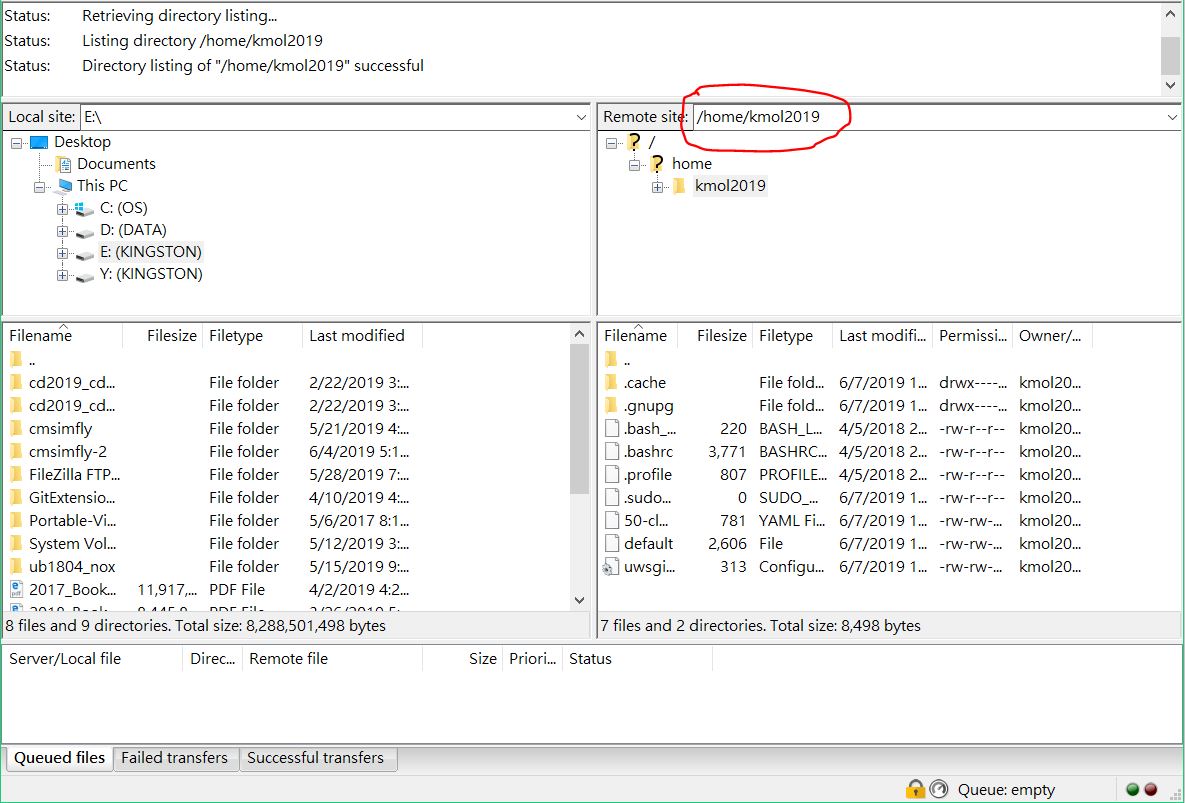 Status: Retrieving directory listing...
Status: Listing directory /home/kmol2019
Status: Directory listing of "/home/kmol2019" successful
Local site: E:\
Desktop
Documents
This PC
C: (OS)
D: (DATA)
E: (KINGSTON)
Y: (KINGSTON)
Remote site: /home/kmol2019
/
home
kmol2019
Filename Filesize Filetype Last modified
..
cd2019_cd... File folder 2/22/2019 3:...
cd2019_cd... File folder 2/22/2019 3:...
cmsimfly File folder 5/21/2019 4:...
cmsimfly-2 File folder 6/4/2019 5:1...
FileZilla FTP... File folder 5/28/2019 7:...
GitExtensio... File folder 4/10/2019 4:...
Portable-Vi... File folder 5/6/2017 8:1...
System Vol... File folder 5/12/2019 3:...
ub1804_nox File folder 5/15/2019 9:...
2017_Book... 11,917,... PDF File 4/2/2019 4:2...
8 files and 9 directories. Total size: 8,288,501,498 bytes
Filename Filesize Filetype Last modifi... Permissi... Owner/...
..
.cache File fold... 6/7/2019 1... drwx----... kmol20...
.gnupg File fold... 6/7/2019 1... drwx----... kmol20...
.bash_... 220 BASH_L... 4/5/2018 2... -rw-r--r-- kmol20...
.bashrc 3,771 BASHRC... 4/5/2018 2... -rw-r--r-- kmol20...
.profile 807 PROFILE... 4/5/2018 2... -rw-r--r-- kmol20...
.sudo... 0 SUDO_... 6/7/2019 1... -rw-r--r-- kmol20...
50-cl... 781 YAML Fi... 6/7/2019 1... -rw-rw-... kmol20...
default 2,606 File 6/7/2019 1... -rw-rw-... kmol20...
uwsgi... 313 Configu... 6/7/2019 1... -rw-rw-... kmol20...
7 files and 2 directories. Total size: 8,498 bytes
Server/Local file Direc... Remote file Size Priori... Status
Queued files Failed transfers Successful transfers
Queue: empty